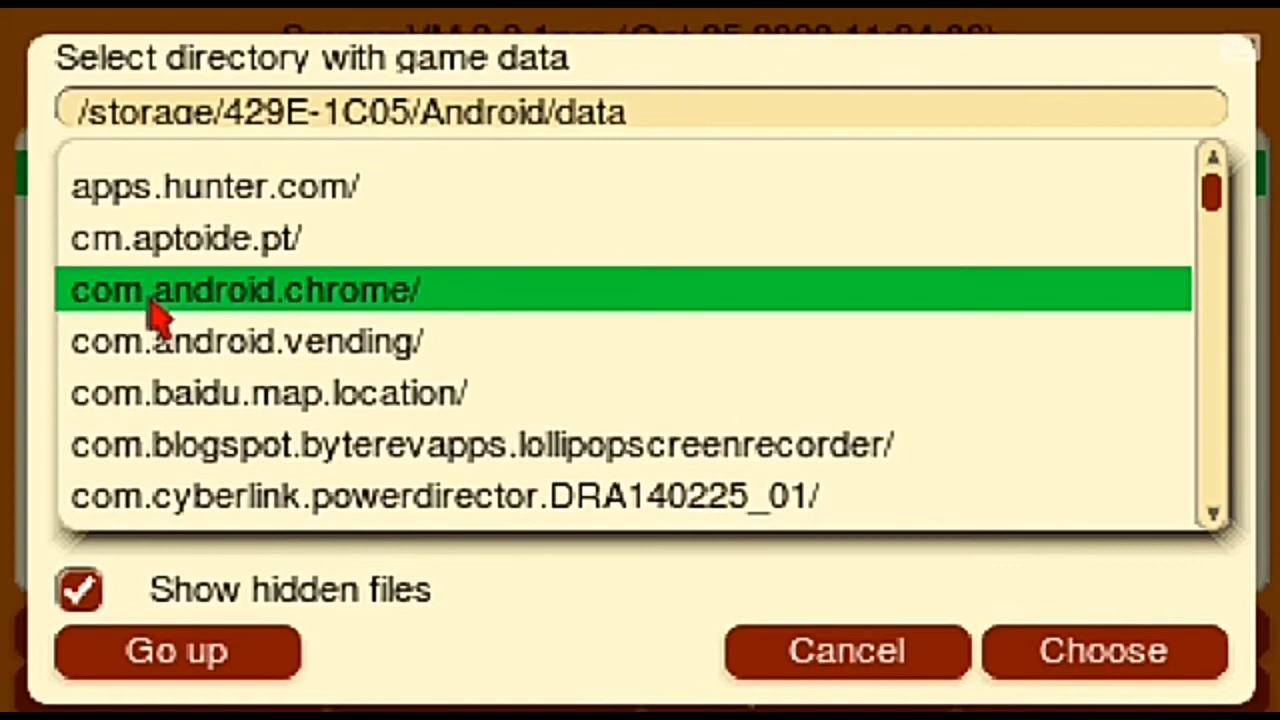 Select directory with game data
/storage/429E-1C05/Android/data
apps.hunter.com/
cm.aptoide.pt/
com.android.chrome/
com.android.vending/
com.baidu.map.location/
com.blogspot.byterevapps.lollipopscreenrecorder/
com.cyberlink.powerdirector.DRA140225_01/
Show hidden files
Go up
Cancel
Choose